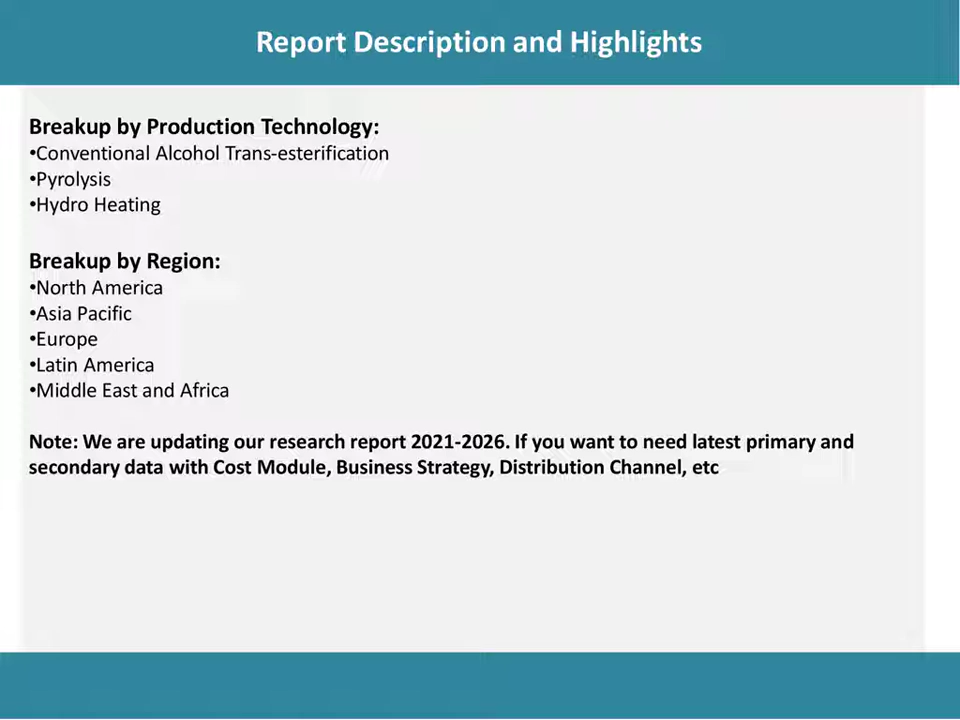 Report Description and Highlights
Breakup by Production Technology:
•Conventional Alcohol Trans-esterification
•Pyrolysis
•Hydro Heating
Breakup by Region:
•North America
•Asia Pacific
•Europe
•Latin America
•Middle East and Africa
Note: We are updating our research report 2021-2026. If you want to need latest primary and
secondary data with Cost Module, Business Strategy, Distribution Channel, etc